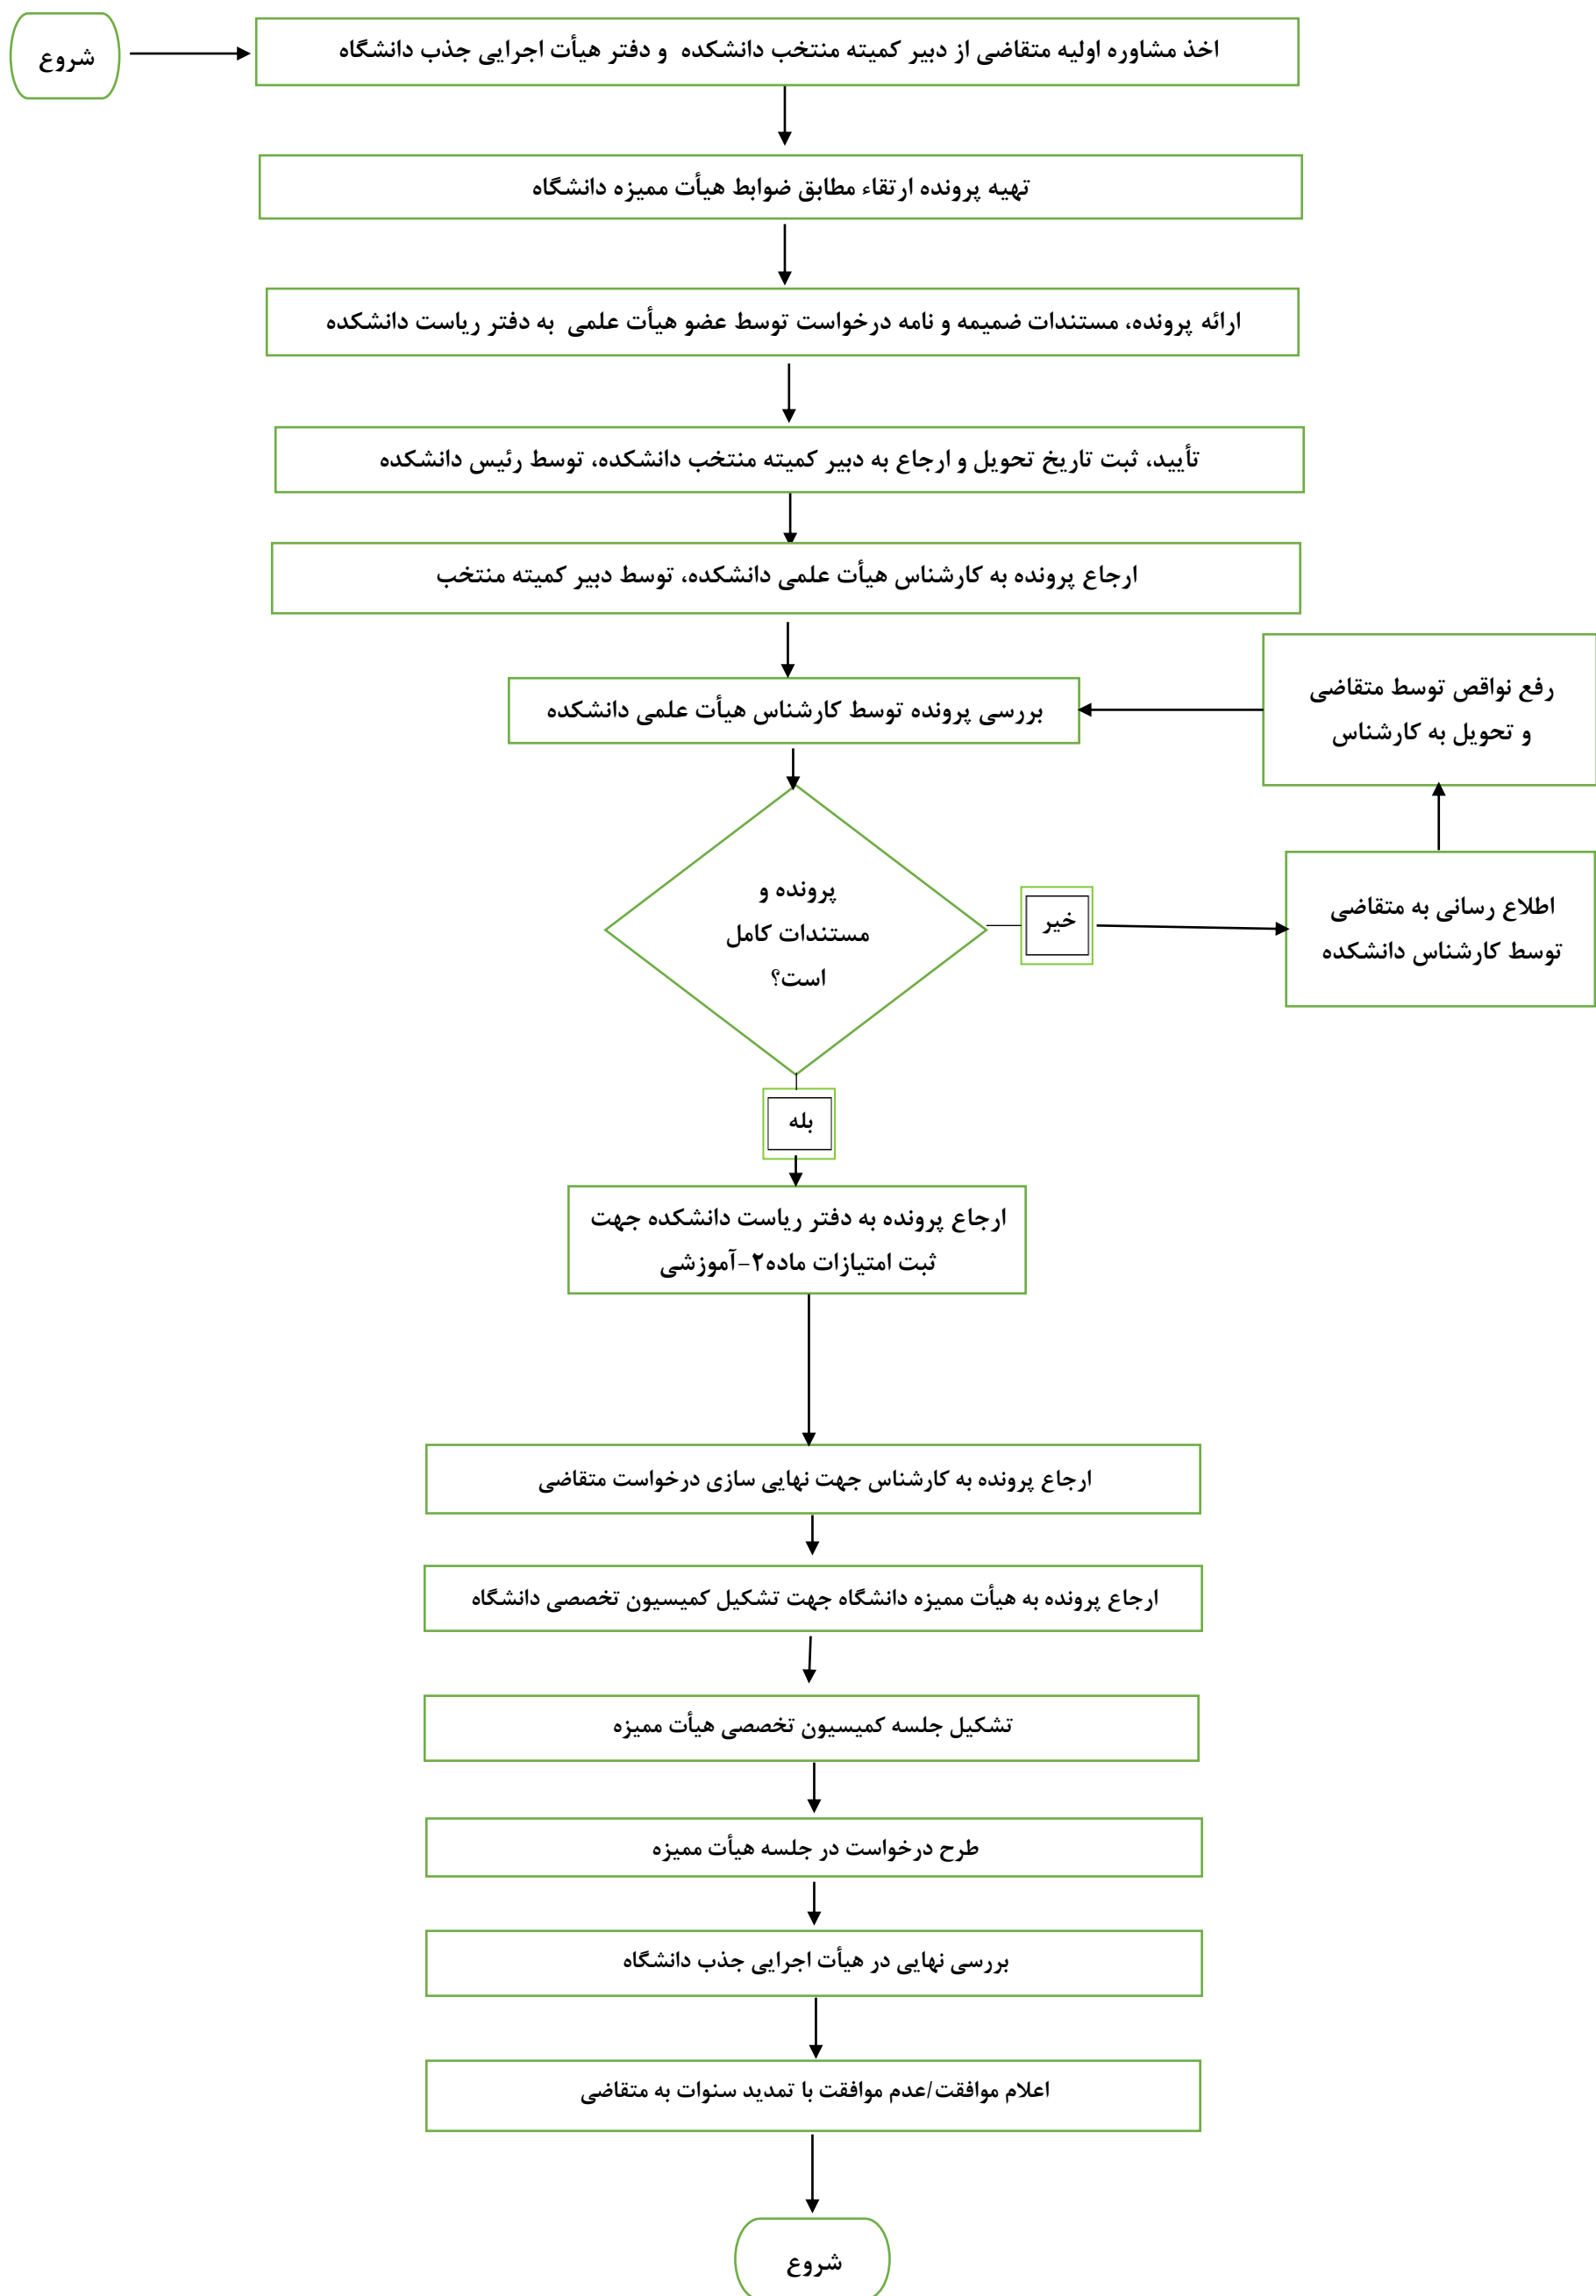 شروع
اخذ مشاوره اولیه متقاضی از دبیر کمیته منتخب دانشکده و دفتر هیأت اجرایی جذب دانشگاه
تهیه پرونده ارتقاء مطابق ضوابط هیأت ممیزه دانشگاه
ارائه پرونده، مستندات ضمیمه و نامه درخواست توسط عضو هیأت علمی به دفتر ریاست دانشکده
تأیید، ثبت تاریخ تحویل و ارجاع به دبیر کمیته منتخب دانشکده، توسط رئیس دانشکده
ارجاع پرونده به کارشناس هیأت علمی دانشکده، توسط دبیر کمیته منتخب
بررسی پرونده توسط کارشناس هیأت علمی دانشکده
رفع نواقص توسط متقاضی
و تحویل به کارشناس
پرونده و
مستندات کامل
است؟
خیر
اطلاع رسانی به متقاضی
توسط کارشناس دانشکده
بله
ارجاع پرونده به دفتر ریاست دانشکده جهت
ثبت امتیازات ماده۲-آموزشی
ارجاع پرونده به کارشناس جهت نهایی سازی درخواست متقاضی
ارجاع پرونده به هیأت ممیزه دانشگاه جهت تشکیل کمیسیون تخصصی دانشگاه
تشکیل جلسه کمیسیون تخصصی هیأت ممیزه
طرح درخواست در جلسه هیأت ممیزه
بررسی نهایی در هیأت اجرایی جذب دانشگاه
اعلام موافقت/عدم موافقت با تمدید سنوات به متقاضی
شروع